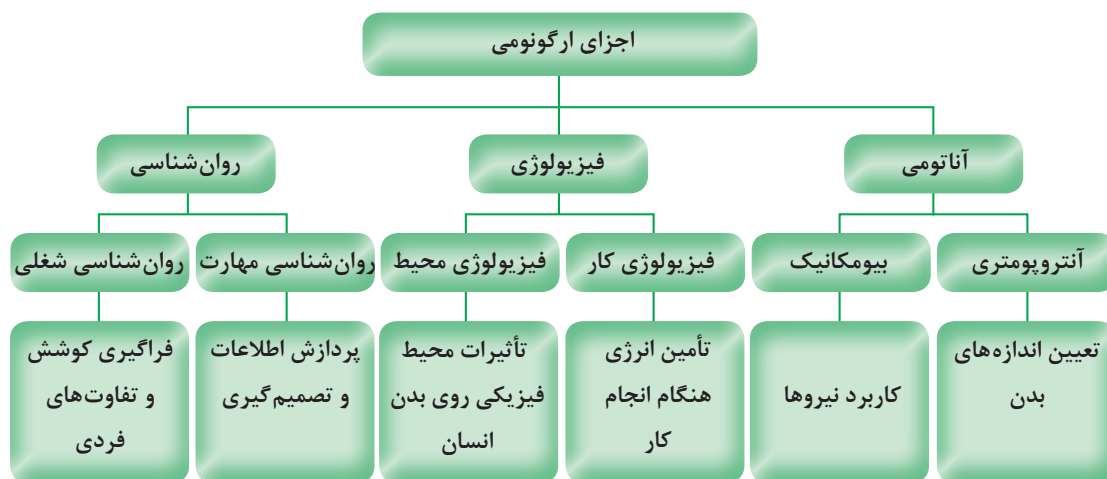 اجزای ارگونومی
آناتومی
فیزیولوژی
روان‌شناسی
آنتروپومتری
بیومکانیک
فیزیولوژی کار
فیزیولوژی محیط
روان‌شناسی مهارت
روان‌شناسی شغلی
تعیین اندازه‌های
بدن
کاربرد نیروها
تأمین انرژی
هنگام انجام
کار
تأثیرات محیط
فیزیکی روی بدن
انسان
پردازش اطلاعات
و تصمیم‌گیری
فراگیری کوشش
و تفاوت‌های
فردی